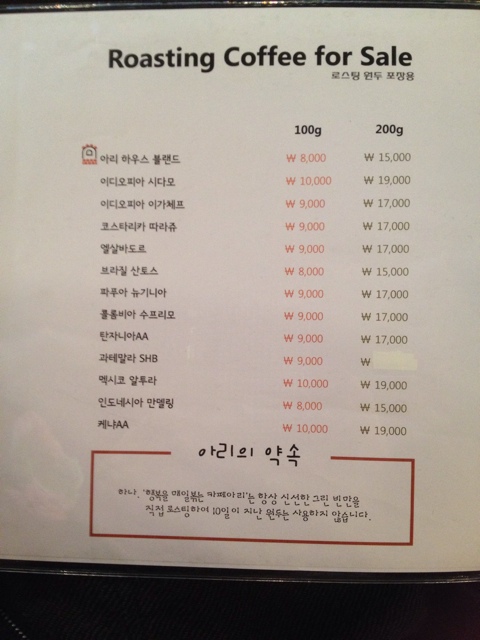 Roasting Coffee for Sale
로스팅 원두 포장용
100g 200g
아리 하우스 블랜드 ₩ 8,000 ₩ 15,000
이디오피아 시다모 ₩ 10,000 ₩ 19,000
이디오피아 이가체프 ₩ 9,000 ₩ 17,000
코스타리카 따라쥬 ₩ 9,000 ₩ 17,000
엘살바도르 ₩ 9,000 ₩ 17,000
브라질 산토스 ₩ 8,000 ₩ 15,000
파푸아 뉴기니아 ₩ 9,000 ₩ 17,000
콜롬비아 수프리모 ₩ 9,000 ₩ 17,000
탄자니아AA ₩ 9,000 ₩ 17,000
과테말라 SHB ₩ 9,000 ₩
멕시코 알투라 ₩ 10,000 ₩ 19,000
인도네시아 만델링 ₩ 8,000 ₩ 15,000
케냐AA ₩ 10,000 ₩ 19,000
아리의 약속
하나. '행복을 매일볶는 카페아리'는 항상 신선한 그린 빈만을
직접 로스팅하여 10일이 지난 원두는 사용하지 않습니다.